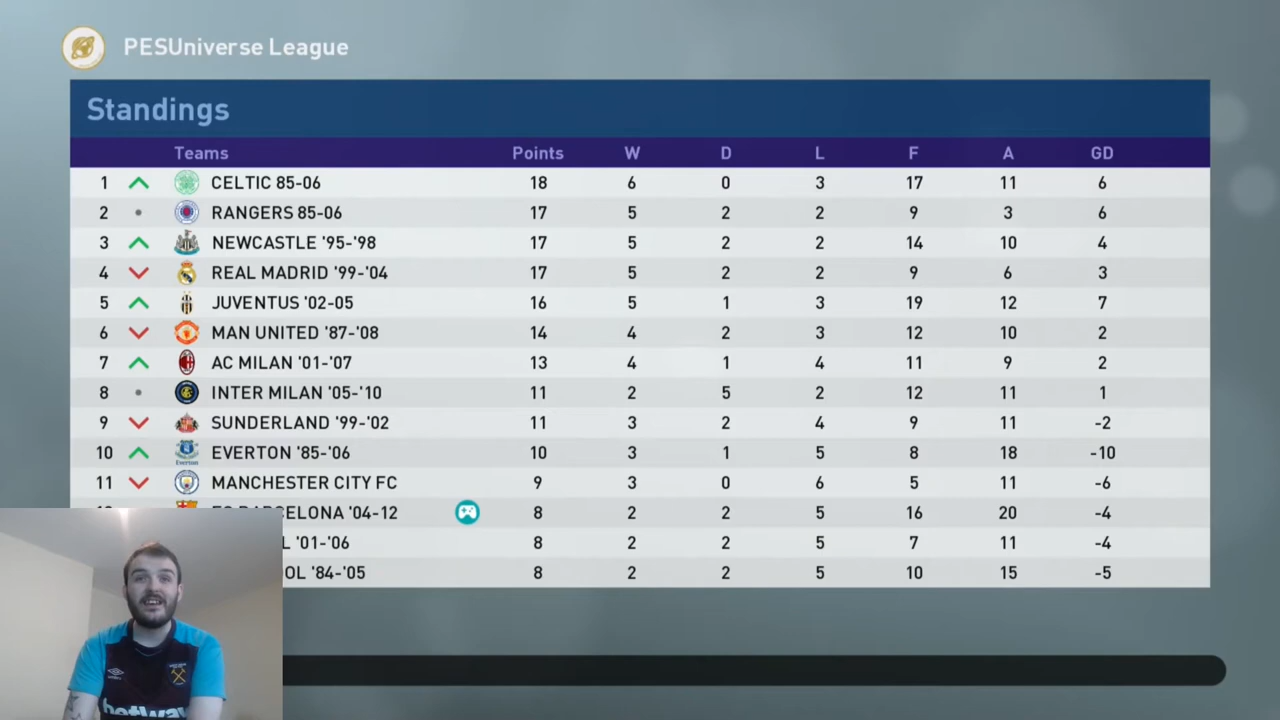 PESUniverse League
Standings
Teams Points W D L F A GD
1 CELTIC 85-06 18 6 0 3 17 11 6
2 RANGERS 85-06 17 5 2 2 9 3 6
3 NEWCASTLE '95-'98 17 5 2 2 14 10 4
4 REAL MADRID '99-'04 17 5 2 2 9 6 3
5 JUVENTUS '02-05 16 5 1 3 19 12 7
6 MAN UNITED '87-'08 14 4 2 3 12 10 2
7 AC MILAN '01-'07 13 4 1 4 11 9 2
8 INTER MILAN '05-'10 11 2 5 2 12 11 1
9 SUNDERLAND '99-'02 11 3 2 4 9 11 -2
10 EVERTON '85-'06 10 3 1 5 8 18 -10
11 MANCHESTER CITY FC 9 3 0 6 5 11 -6
FC BARCELONA '04-12 8 2 2 5 16 20 -4
L '01-'06 8 2 2 5 7 11 -4
OL '84-'05 8 2 2 5 10 15 -5
betway